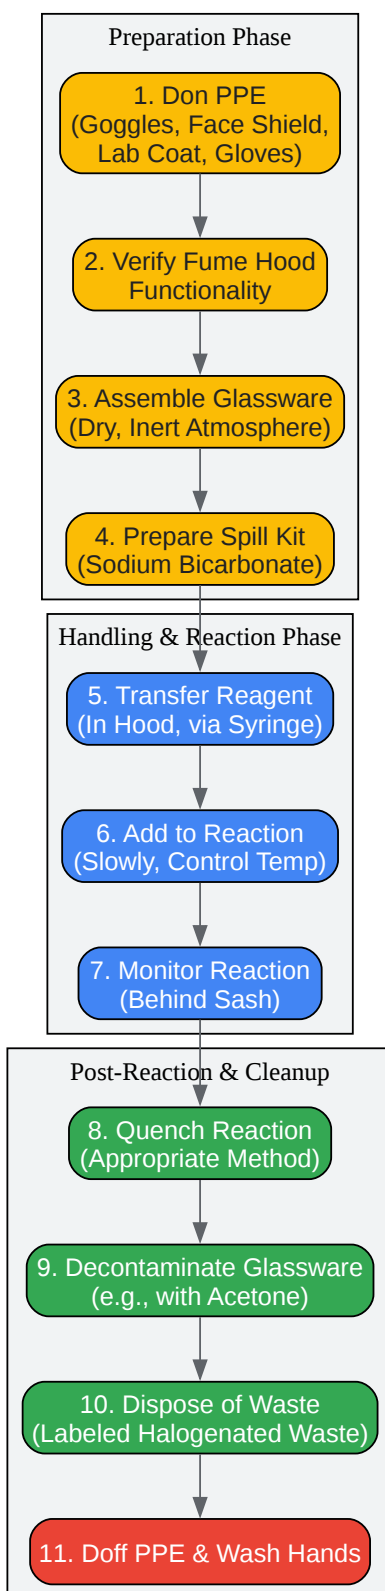 Preparation Phase
1. Don PPE
(Goggles, Face Shield,
Lab Coat, Gloves)
2. Verify Fume Hood
Functionality
3. Assemble Glassware
(Dry, Inert Atmosphere)
4. Prepare Spill Kit
(Sodium Bicarbonate)
Handling & Reaction Phase
5. Transfer Reagent
(In Hood, via Syringe)
6. Add to Reaction
(Slowly, Control Temp)
7. Monitor Reaction
(Behind Sash)
Post-Reaction & Cleanup
8. Quench Reaction
(Appropriate Method)
9. Decontaminate Glassware
(e.g., with Acetone)
10. Dispose of Waste
(Labeled Halogenated Waste)
11. Doff PPE & Wash Hands